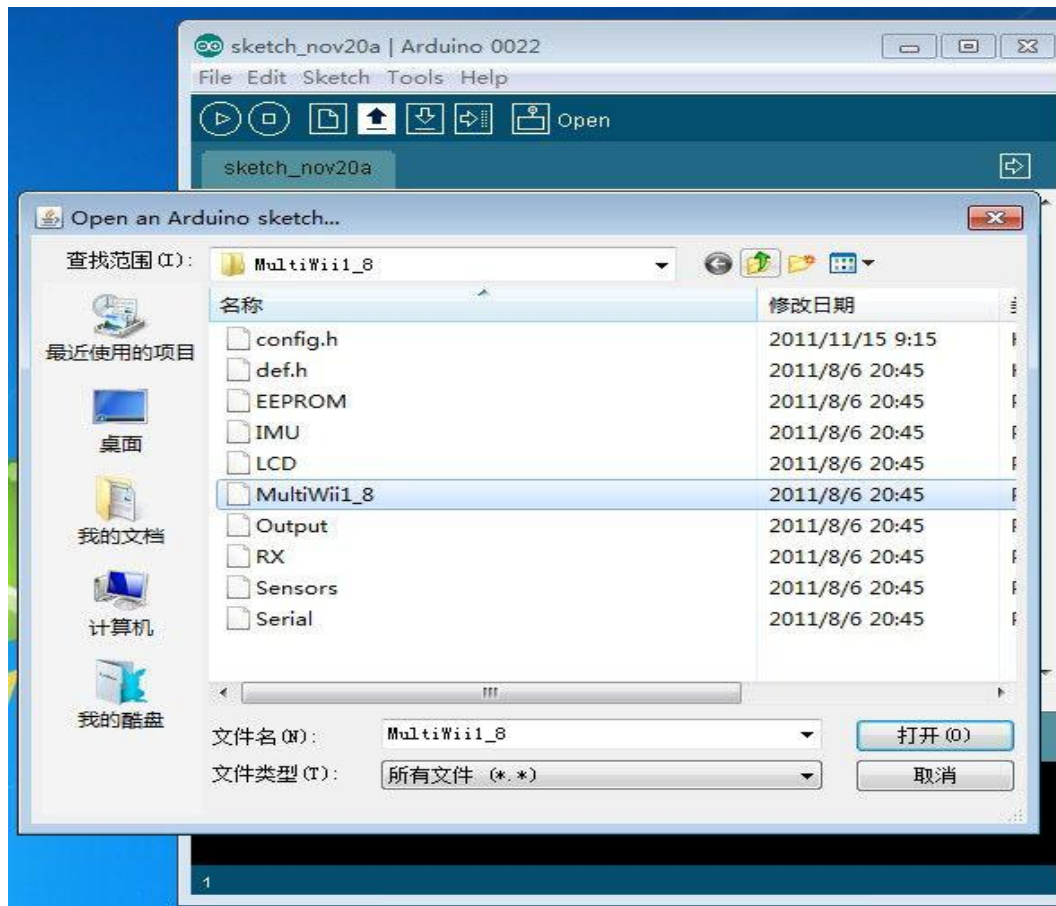 sketch_nov20a | Arduino 0022
File Edit Sketch Tools Help
Open
sketch_nov20a
Open an Arduino sketch...
查找范围(I): MultiWii1_8
名称 修改日期
config.h 2011/11/15 9:15
def.h 2011/8/6 20:45
EEPROM 2011/8/6 20:45
IMU 2011/8/6 20:45
LCD 2011/8/6 20:45
MultiWii1_8 2011/8/6 20:45
Output 2011/8/6 20:45
RX 2011/8/6 20:45
Sensors 2011/8/6 20:45
Serial 2011/8/6 20:45
最近使用的项目
桌面
我的文档
计算机
我的酷盘
文件名(N): MultiWii1_8 打开(O)
文件类型(T): 所有文件 (*.*) 取消
1